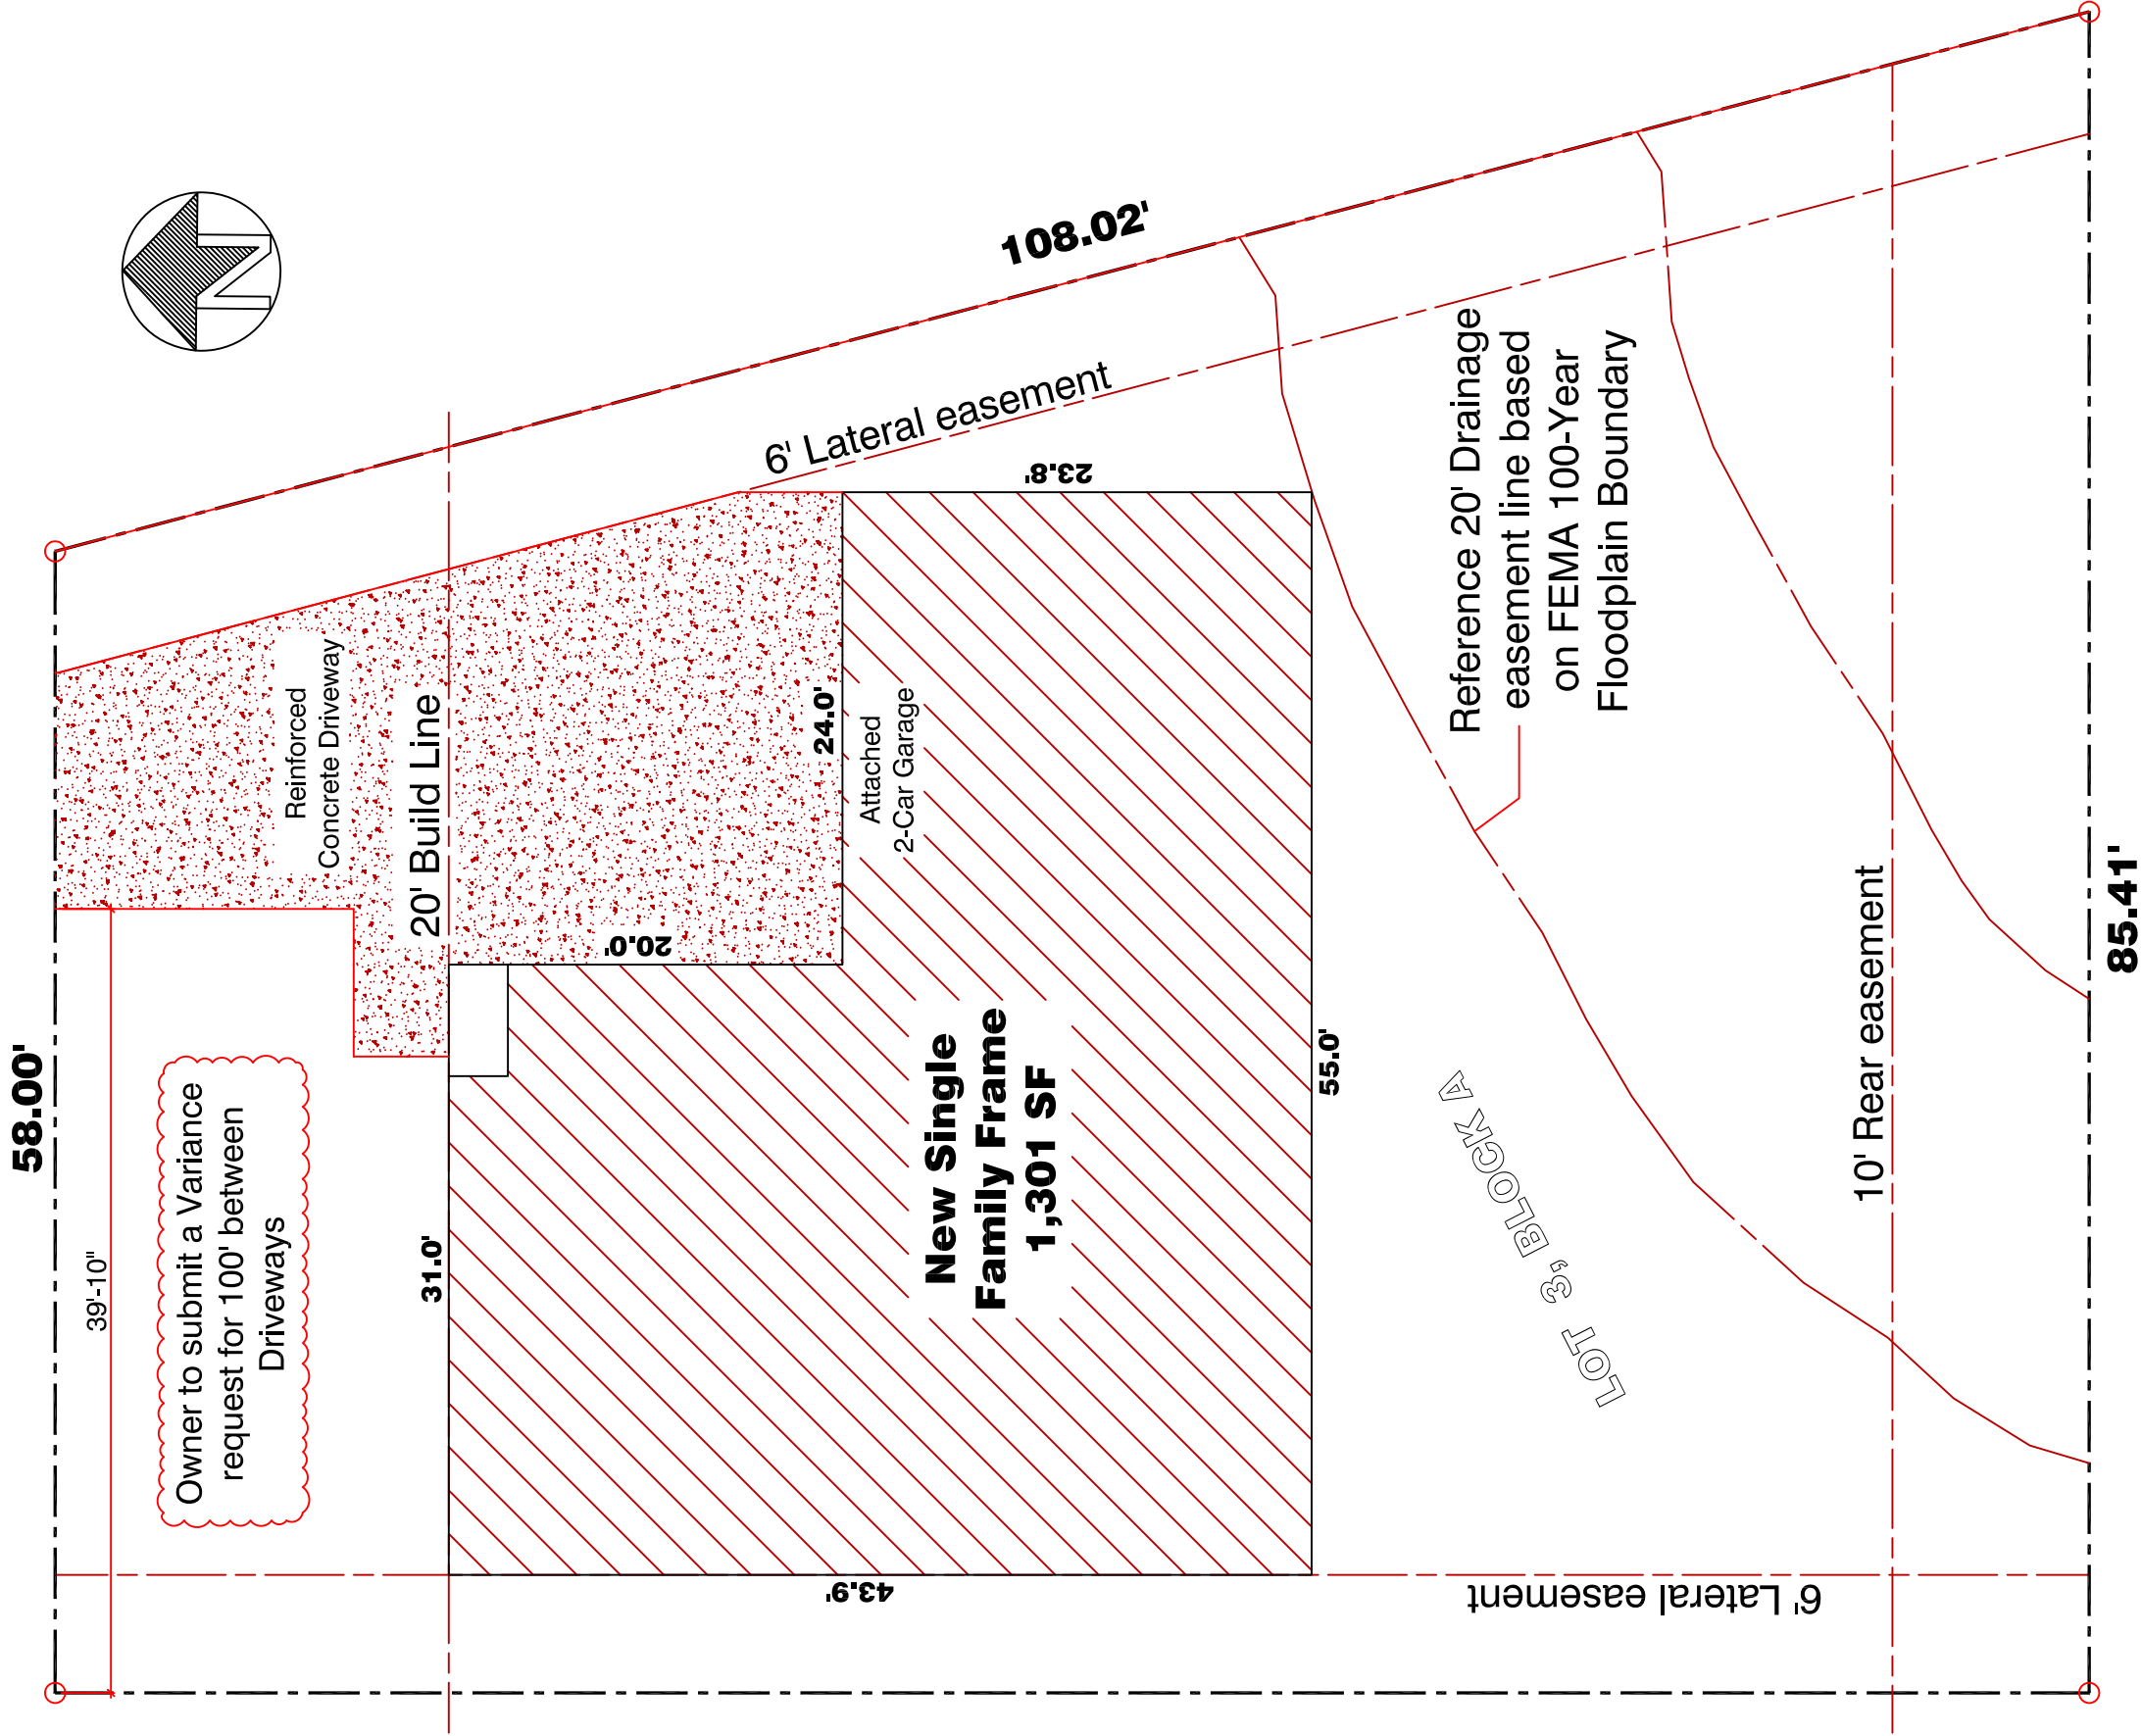 58.00'
39'-10"
Owner to submit a Variance
request for 100' between
Driveways
N
Reinforced
Concrete Driveway
20' Build Line
31.0'
20.0'
24.0'
Attached
2-Car Garage
New Single
Family Frame
1,301 SF
43.9'
55.0'
23.8'
6' Lateral easement
108.02'
Reference 20' Drainage
easement line based
on FEMA 100-Year
Floodplain Boundary
LOT 3, BLOCK A
6' Lateral easement
10' Rear easement
85.41'